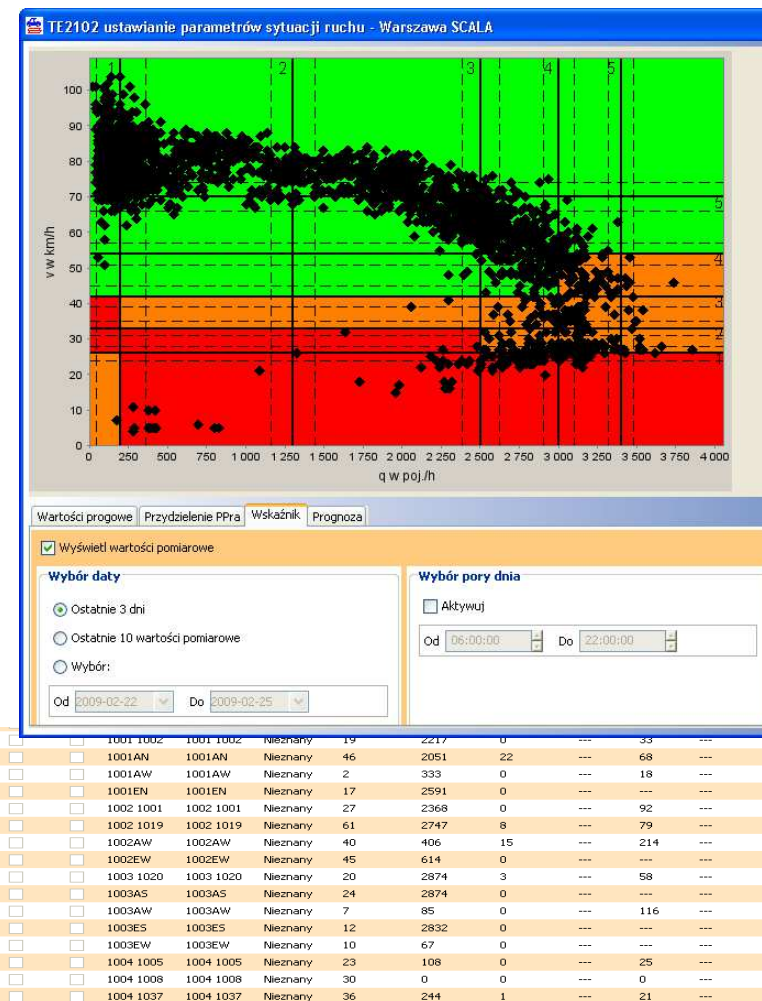 TE2102 ustawianie parametrów sytuacji ruchu - Warszawa SCALA
1 2 3 4 5
100
90
80
70
60
50
40
30
20
10
0
5
4
3
2
v w km/h
0 250 500 750 1 000 1 250 1 500 1 750 2 000 2 250 2 500 2 750 3 000 3 250 3 500 3 750 4 000
q w poj./h
Wartości progowe Przydzielenie PPra Wskaźnik Prognoza
Wyświetl wartości pomiarowe
Wybór daty
Ostatnie 3 dni
Ostatnie 10 wartości pomiarowe
Wybór:
Od 2009-02-22 Do 2009-02-25
Wybór pory dnia
Aktywuj
Od 06:00:00 Do 22:00:00
1001 1002 1001 1002 Nieznany 19 2217 0 --- 33 ---
1001AN 1001AN Nieznany 46 2051 22 --- 68 ---
1001AW 1001AW Nieznany 2 333 0 --- 18 ---
1001EN 1001EN Nieznany 17 2591 0 --- --- ---
1002 1001 1002 1001 Nieznany 27 2368 0 --- 92 ---
1002 1019 1002 1019 Nieznany 61 2747 8 --- 79 ---
1002AW 1002AW Nieznany 40 406 15 --- 214 ---
1002EW 1002EW Nieznany 45 614 0 --- --- ---
1003 1020 1003 1020 Nieznany 20 2874 3 --- 58 ---
1003AS 1003AS Nieznany 24 2874 0 --- --- ---
1003AW 1003AW Nieznany 7 85 0 --- 116 ---
1003ES 1003ES Nieznany 12 2832 0 --- --- ---
1003EW 1003EW Nieznany 10 67 0 --- --- ---
1004 1005 1004 1005 Nieznany 23 108 0 --- 25 ---
1004 1008 1004 1008 Nieznany 30 0 0 --- 0 ---
1004 1037 1004 1037 Nieznany 36 244 1 --- 21 ---